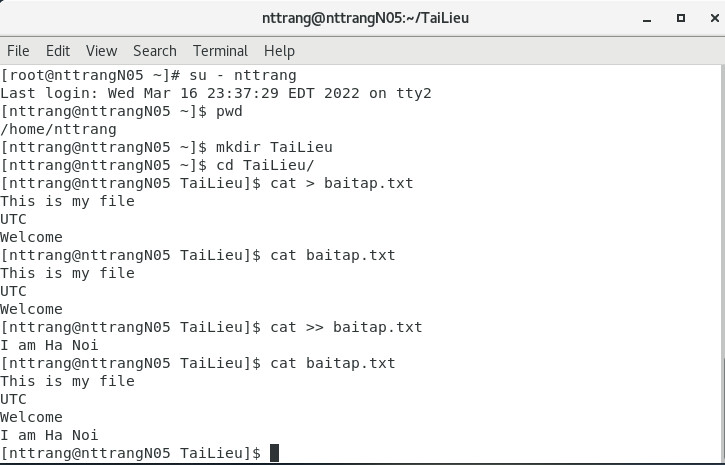 nttrang@nttrangN05:~/TaiLieu
File Edit View Search Terminal Help
[root@nttrangN05 ~]# su - nttrang
Last login: Wed Mar 16 23:37:29 EDT 2022 on tty2
[nttrang@nttrangN05 ~]$ pwd
/home/nttrang
[nttrang@nttrangN05 ~]$ mkdir TaiLieu
[nttrang@nttrangN05 ~]$ cd TaiLieu/
[nttrang@nttrangN05 TaiLieu]$ cat > baitap.txt
This is my file
UTC
Welcome
[nttrang@nttrangN05 TaiLieu]$ cat baitap.txt
This is my file
UTC
Welcome
[nttrang@nttrangN05 TaiLieu]$ cat >> baitap.txt
I am Ha Noi
[nttrang@nttrangN05 TaiLieu]$ cat baitap.txt
This is my file
UTC
Welcome
I am Ha Noi
[nttrang@nttrangN05 TaiLieu]$